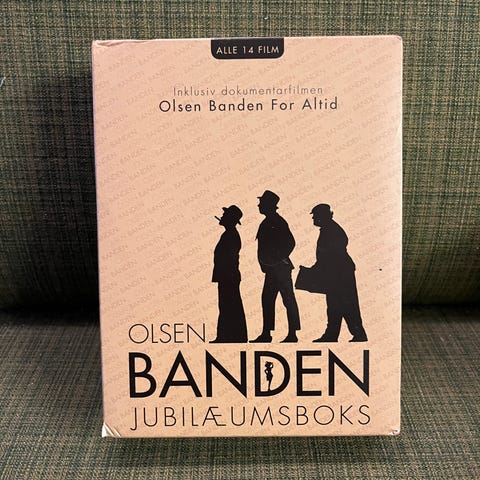 ALLE 14 FILM
Inklusiv dokumentarfilmen
Olsen Banden For Altid
OLSEN
BANDEN
JUBILÆUMSBOKS